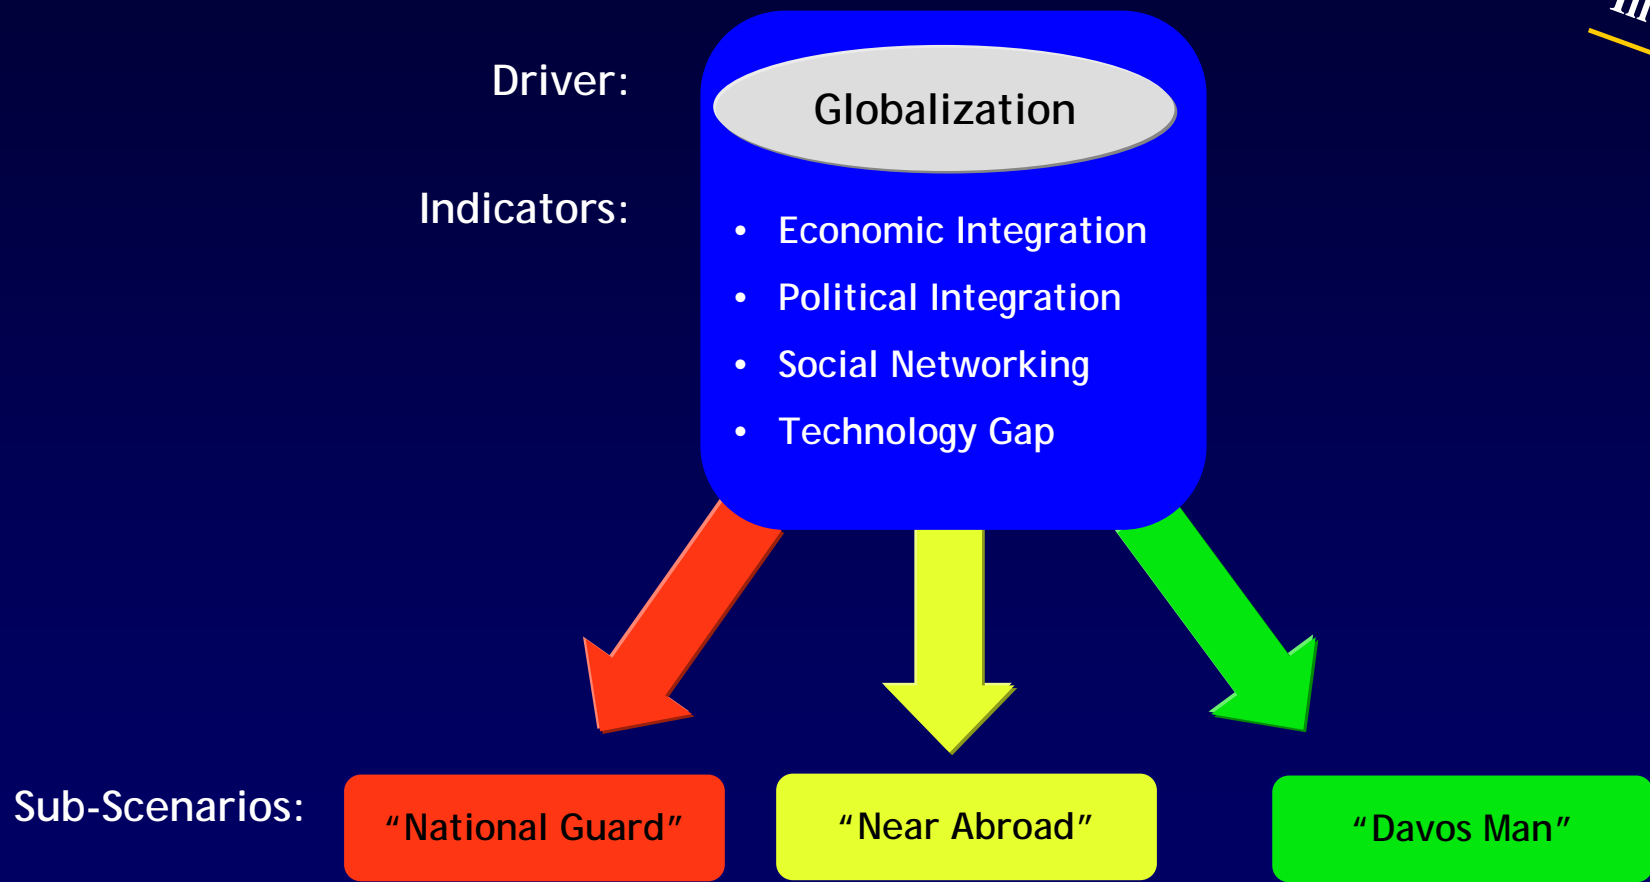 Driver:
Globalization
Indicators:
• Economic Integration
• Political Integration
• Social Networking
• Technology Gap
Sub-Scenarios:
“National Guard”
“Near Abroad”
“Davos Man”